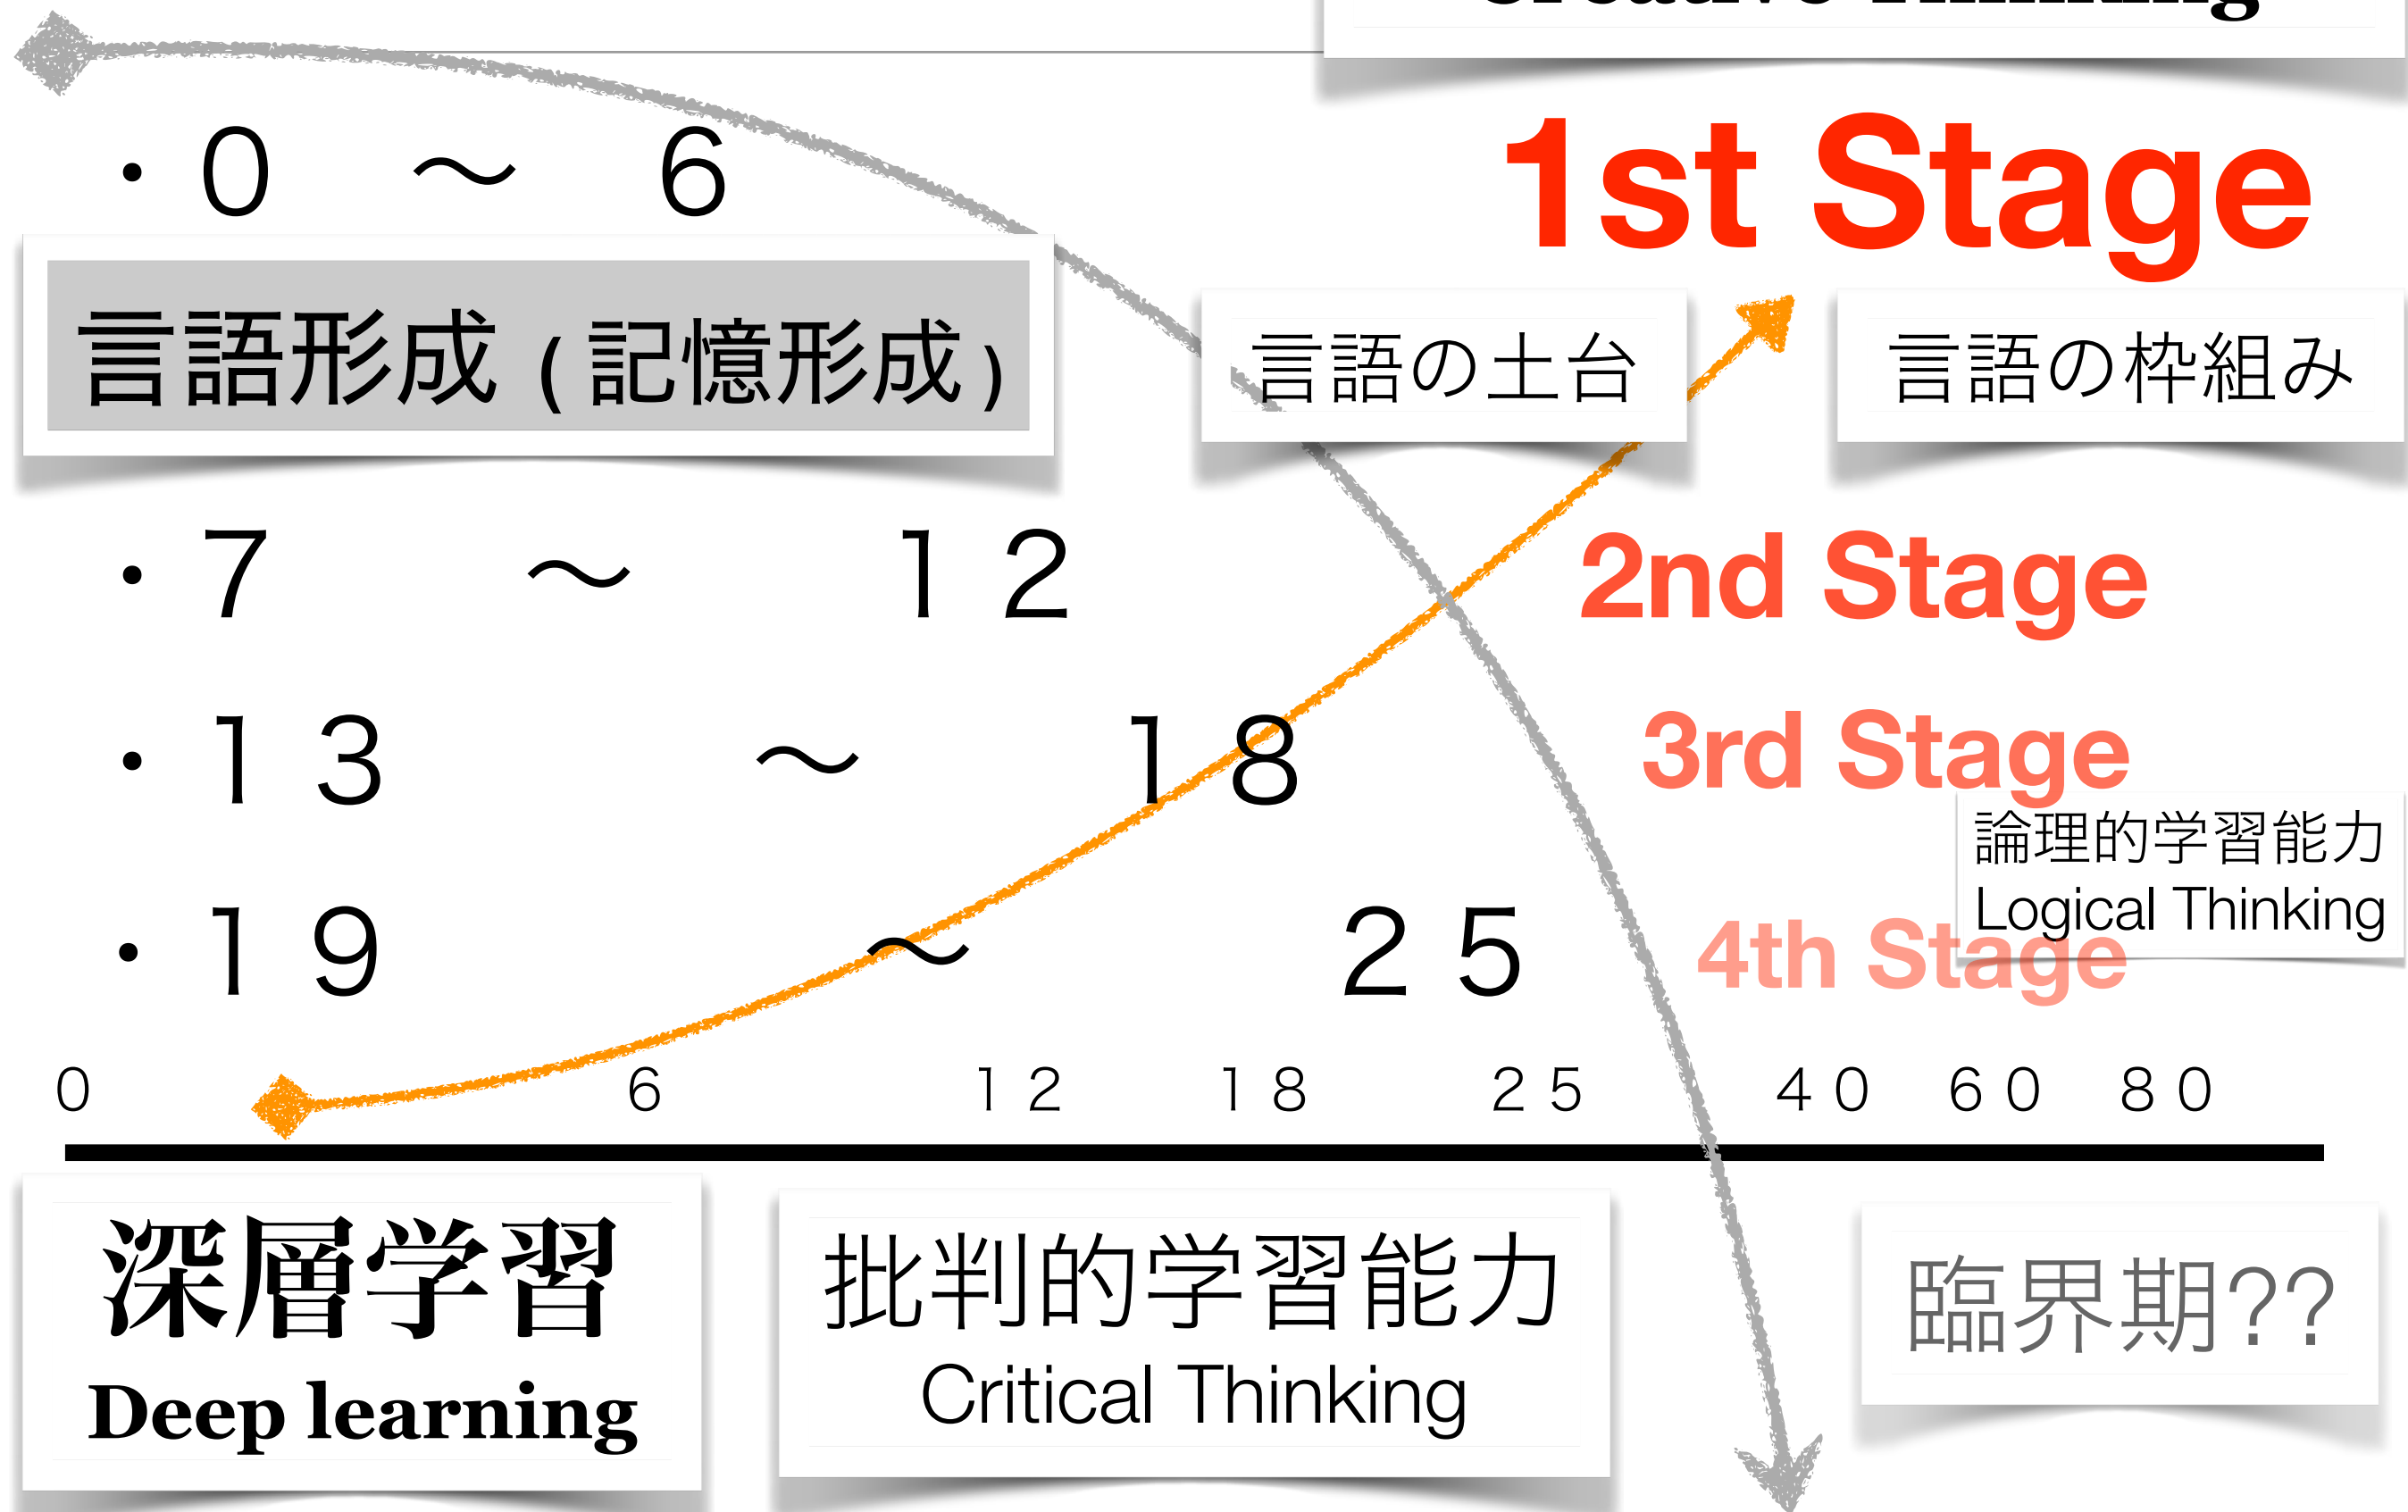 Creative Thinking
・０ 〜 ６
1st Stage
言語形成（記憶形成）
言語の土台
言語の枠組み
・７ 〜 １２
2nd Stage
・１３ 〜 １８
3rd Stage
論理的学習能力
Logical Thinking
・１９ 〜 ２５
4th Stage
０ ６ １２ １８ ２５ ４０ ６０ ８０
深層学習
Deep learning
批判的学習能力
Critical Thinking
臨界期??